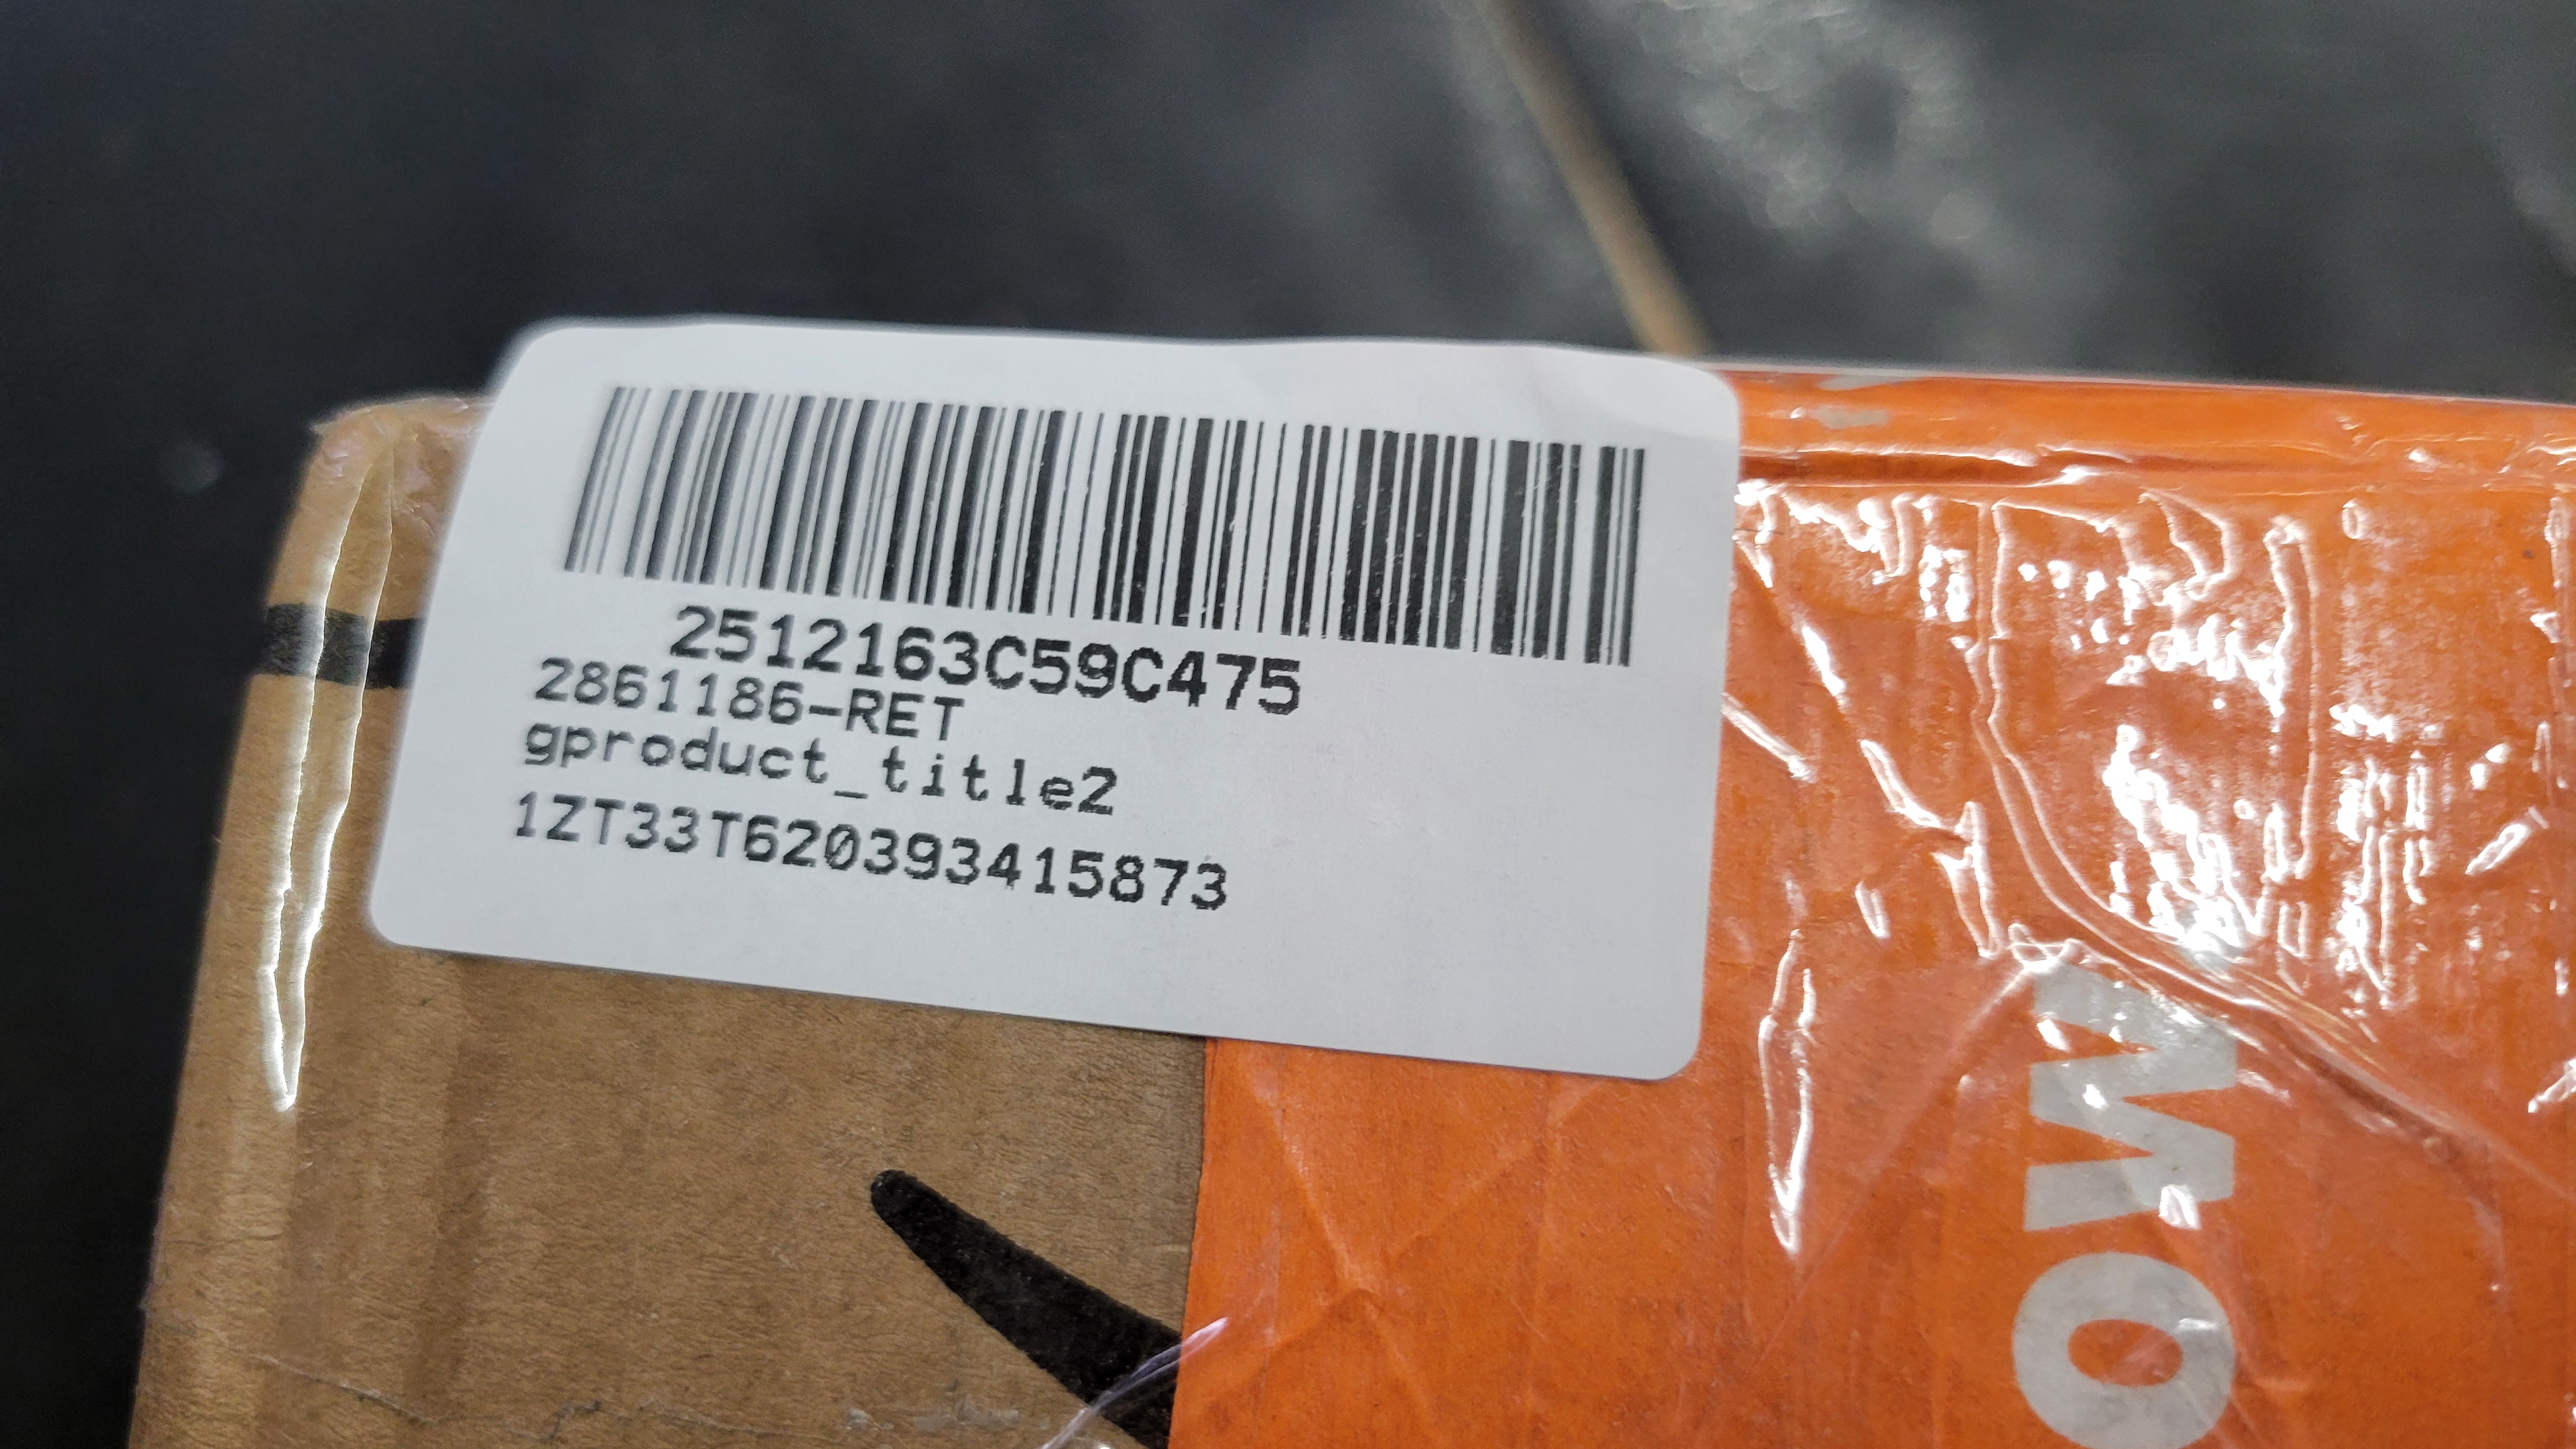 2512163C59C475
2861186-RET
gproduct_title2
1ZT33T620393415873